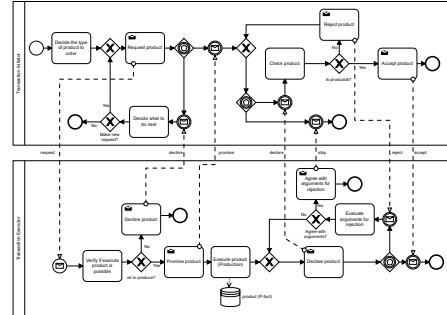 Transaction Initiator
Decide the type
of product to
order
Request product
Reject product
Check product
No
Is product ok?
Yes
Accept product
Yes
No
Make new
request?
Decide what to
do next
request
decline
promise
declare
stop
reject
accept
Transaction Executor
Agree with
arguments for
rejection
Decline product
Yes
No
Agree with
arguments?
Evaluate
arguments for
rejection
Verify if execute
product is
possible
No
ok to produce?
Yes
Promise product
Execute product
(Production)
Declare product
product (P-fact)